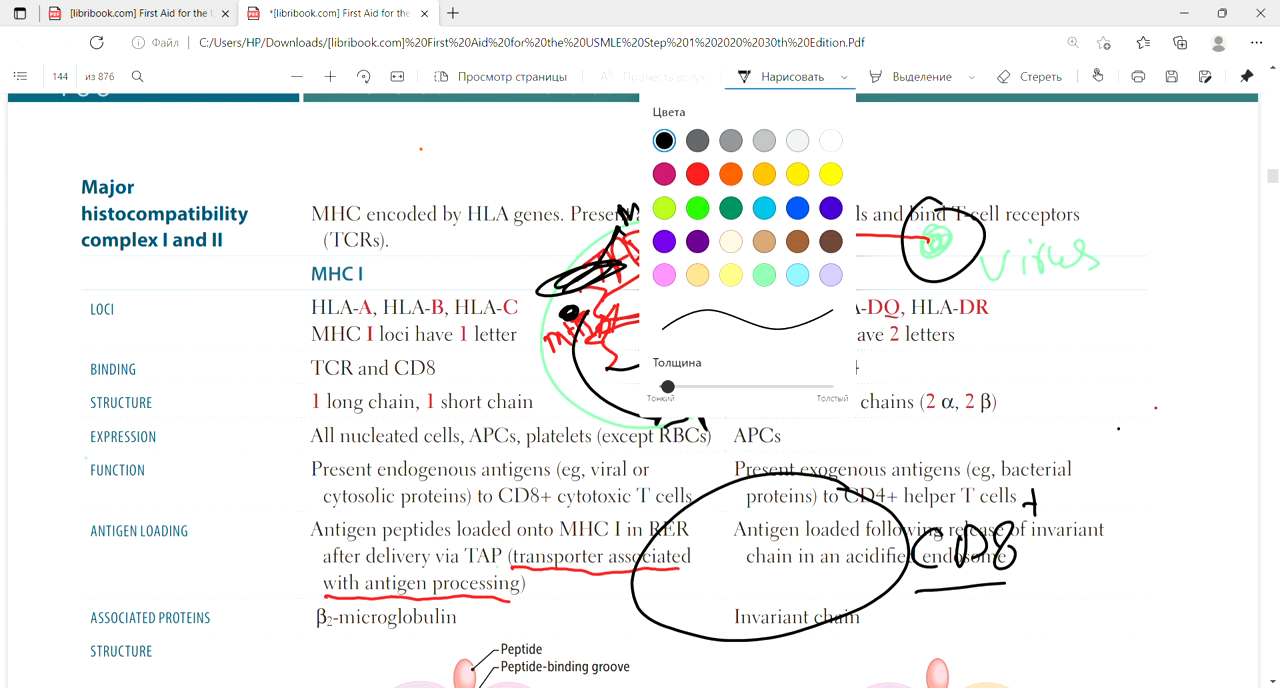 [libribook.com] First Aid for the U
*[libribook.com] First Aid for the
Файл
C:/Users/HP/Downloads/[libribook.com]%20First%20Aid%20for%20the%20USMLE%20Step%201%202020%2030th%20Edition.Pdf
144 из 876
Просмотр страницы
Прочесть вслух
Нарисовать
Выделение
Стереть
Цвета
Толщина
Тонкий
Толстый
Major
histocompatibility
complex I and II
MHC encoded by HLA genes. Present
ls and bind T-cell receptors
(TCRs).
virus
MHC I
LOCI
HLA-A, HLA-B, HLA-C
-DQ, HLA-DR
MHC I loci have 1 letter
ave 2 letters
BINDING
TCR and CD8
STRUCTURE
1 long chain, 1 short chain
chains (2 α, 2 β)
EXPRESSION
All nucleated cells, APCs, platelets (except RBCs)
APCs
FUNCTION
Present endogenous antigens (eg, viral or
cytosolic proteins) to CD8+ cytotoxic T cells
Present exogenous antigens (eg, bacterial
proteins) to CD4+ helper T cells
ANTIGEN LOADING
Antigen peptides loaded onto MHC I in RER
after delivery via TAP (transporter associated
with antigen processing)
Antigen loaded following release of invariant
chain in an acidified endosome
CD8+
ASSOCIATED PROTEINS
β2-microglobulin
Invariant chain
STRUCTURE
Peptide
Peptide-binding groove